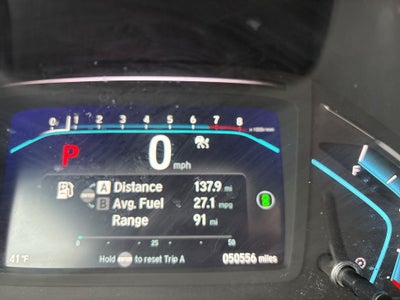 0 1 2 3 4 5 6 7 8 x1000r/min
P 0
mph
A Distance 137.9 mi
B Avg. Fuel 27.1 mpg
Range 91 mi
0 25 50
41°F Hold to reset Trip A 050556 miles
F